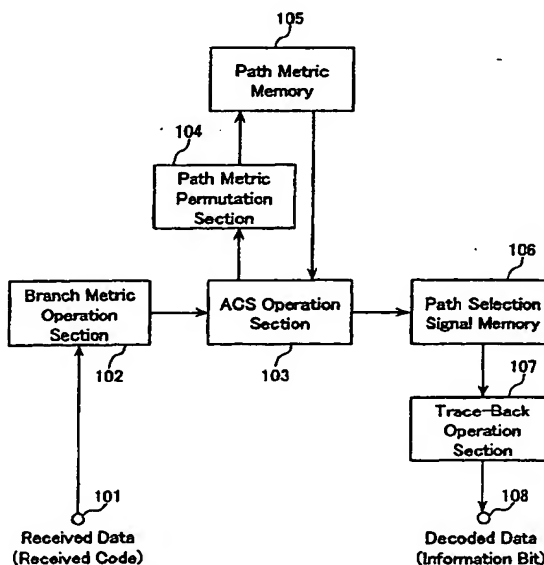 105
Path Metric
Memory
104
Path Metric
Permutation
Section
106
Branch Metric
Operation
Section
ACS Operation
Section
Path Selection
Signal Memory
102
103
107
Trace-Back
Operation
Section
101
108
Received Data
(Received Code)
Decoded Data
(Information Bit)